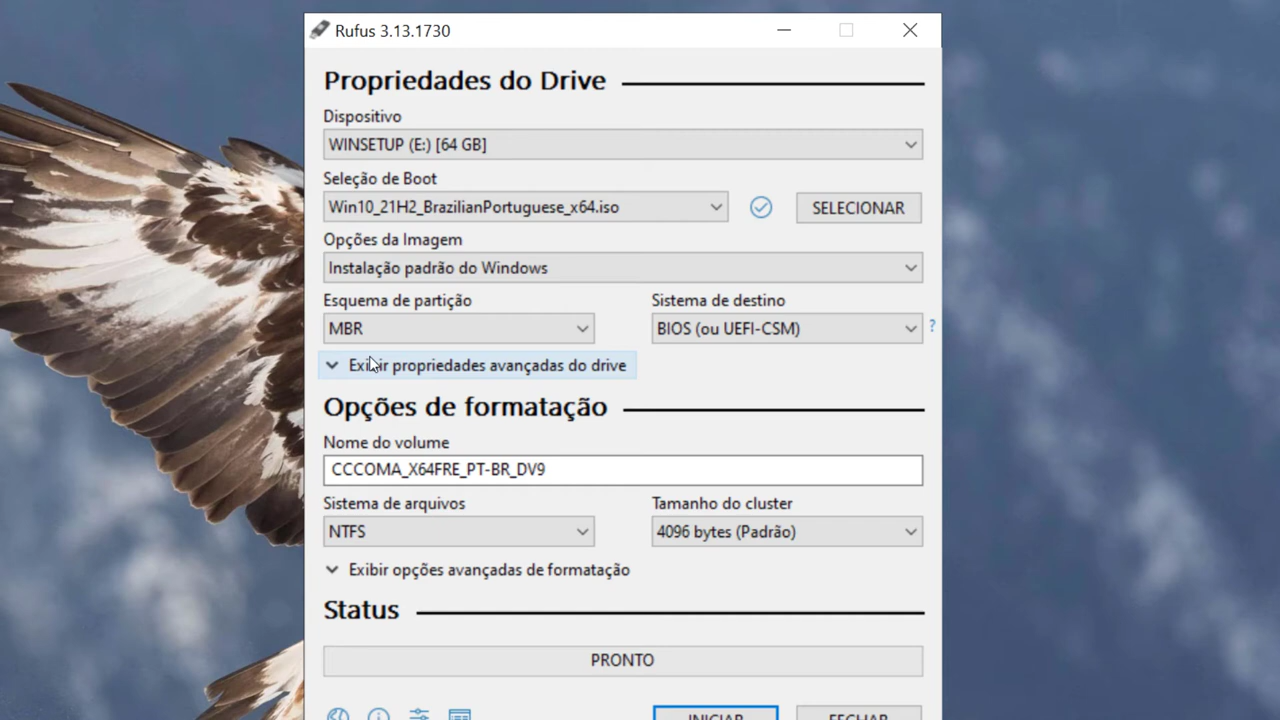 Rufus 3.13.1730
Propriedades do Drive
Dispositivo
WINSETUP (E:) [64 GB]
Seleção de Boot
Win10_21H2_BrazilianPortuguese_x64.iso
SELECIONAR
Opções da Imagem
Instalação padrão do Windows
Esquema de partição
Sistema de destino
MBR
BIOS (ou UEFI-CSM)
?
Exibir propriedades avançadas do drive
Opções de formatação
Nome do volume
CCCOMA_X64FRE_PT-BR_DV9
Sistema de arquivos
Tamanho do cluster
NTFS
4096 bytes (Padrão)
Exibir opções avançadas de formatação
Status
PRONTO
INICIAR
FECHAR